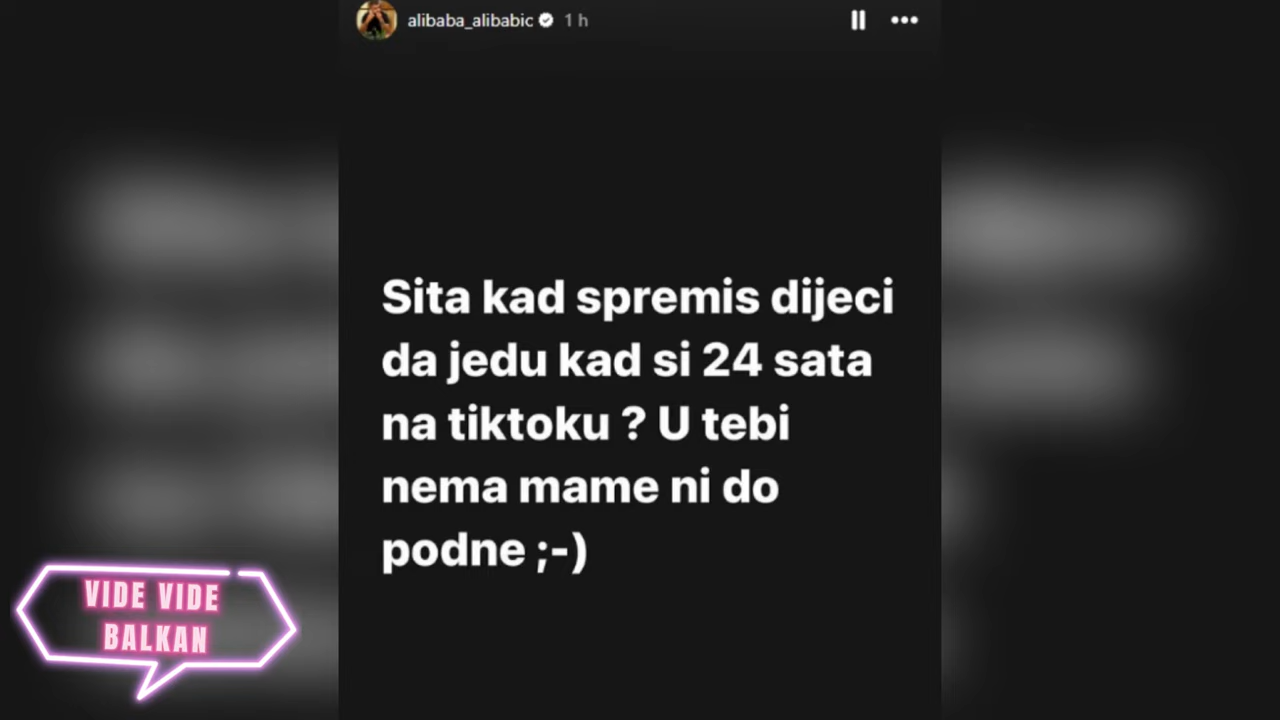 alibaba_alibabic 1 h
Sita kad spremis dijeci
da jedu kad si 24 sata
na tiktoku ? U tebi
nema mame ni do
podne ;-)
VIDE VIDE
BALKAN